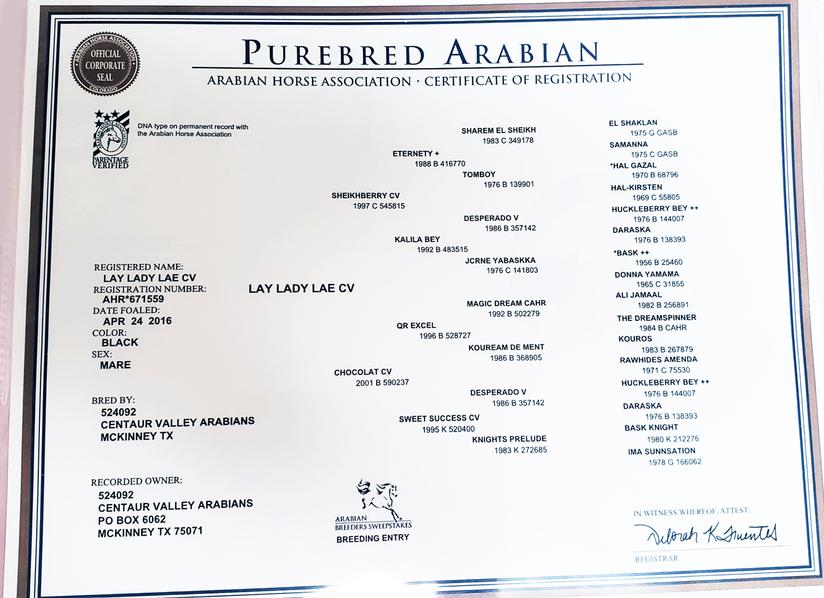 PUREBRED ARABIAN
ARABIAN HORSE ASSOCIATION · CERTIFICATE OF REGISTRATION
ARABIAN HORSE ASSOCIATION
OFFICIAL
CORPORATE
SEAL
COLORADO
DNA type on permanent record with
the Arabian Horse Association
PARENTAGE
VERIFIED
REGISTERED NAME:
LAY LADY LAE CV
REGISTRATION NUMBER:
AHR*671559
DATE FOALED:
APR 24 2016
COLOR:
BLACK
SEX:
MARE
BRED BY:
524092
CENTAUR VALLEY ARABIANS
MCKINNEY TX
RECORDED OWNER:
524092
CENTAUR VALLEY ARABIANS
PO BOX 6062
MCKINNEY TX 75071
LAY LADY LAE CV
SHEIKHBERRY CV
1997 C 545815
CHOCOLAT CV
2001 B 590237
ETERNETY +
1988 B 416770
KALILA BEY
1992 B 483515
QR EXCEL
1996 B 528727
SWEET SUCCESS CV
1995 K 520400
SHAREM EL SHEIKH
1983 C 349178
TOMBOY
1976 B 139901
DESPERADO V
1986 B 357142
JCRNE YABASKKA
1976 C 141803
MAGIC DREAM CAHR
1992 B 502279
KOUREAM DE MENT
1986 B 368905
DESPERADO V
1986 B 357142
KNIGHTS PRELUDE
1983 K 272685
EL SHAKLAN
1975 G GASB
SAMANNA
1975 C GASB
*HAL GAZAL
1970 B 68796
HAL-KIRSTEN
1969 C 55805
HUCKLEBERRY BEY ++
1976 B 144007
DARASKA
1976 B 138393
*BASK ++
1956 B 25460
DONNA YAMAMA
1965 C 31855
ALI JAMAAL
1982 B 256891
THE DREAMSPINNER
1984 B CAHR
KOUROS
1983 B 267879
RAWHIDES AMENDA
1971 C 75530
HUCKLEBERRY BEY ++
1976 B 144007
DARASKA
1976 B 138393
BASK KNIGHT
1980 K 212276
IMA SUNNSATION
1978 G 166062
ARABIAN
BREEDERS SWEEPSTAKES
BREEDING ENTRY
IN WITNESS WHEREOF, ATTEST:
Deborah K. Fuentes
REGISTRAR